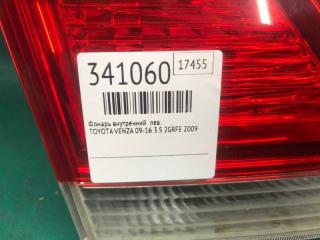 341060 17455
Фонарь внутренний лев.
TOYOTA VENZA 09-16 3.5 2GRFE 2009